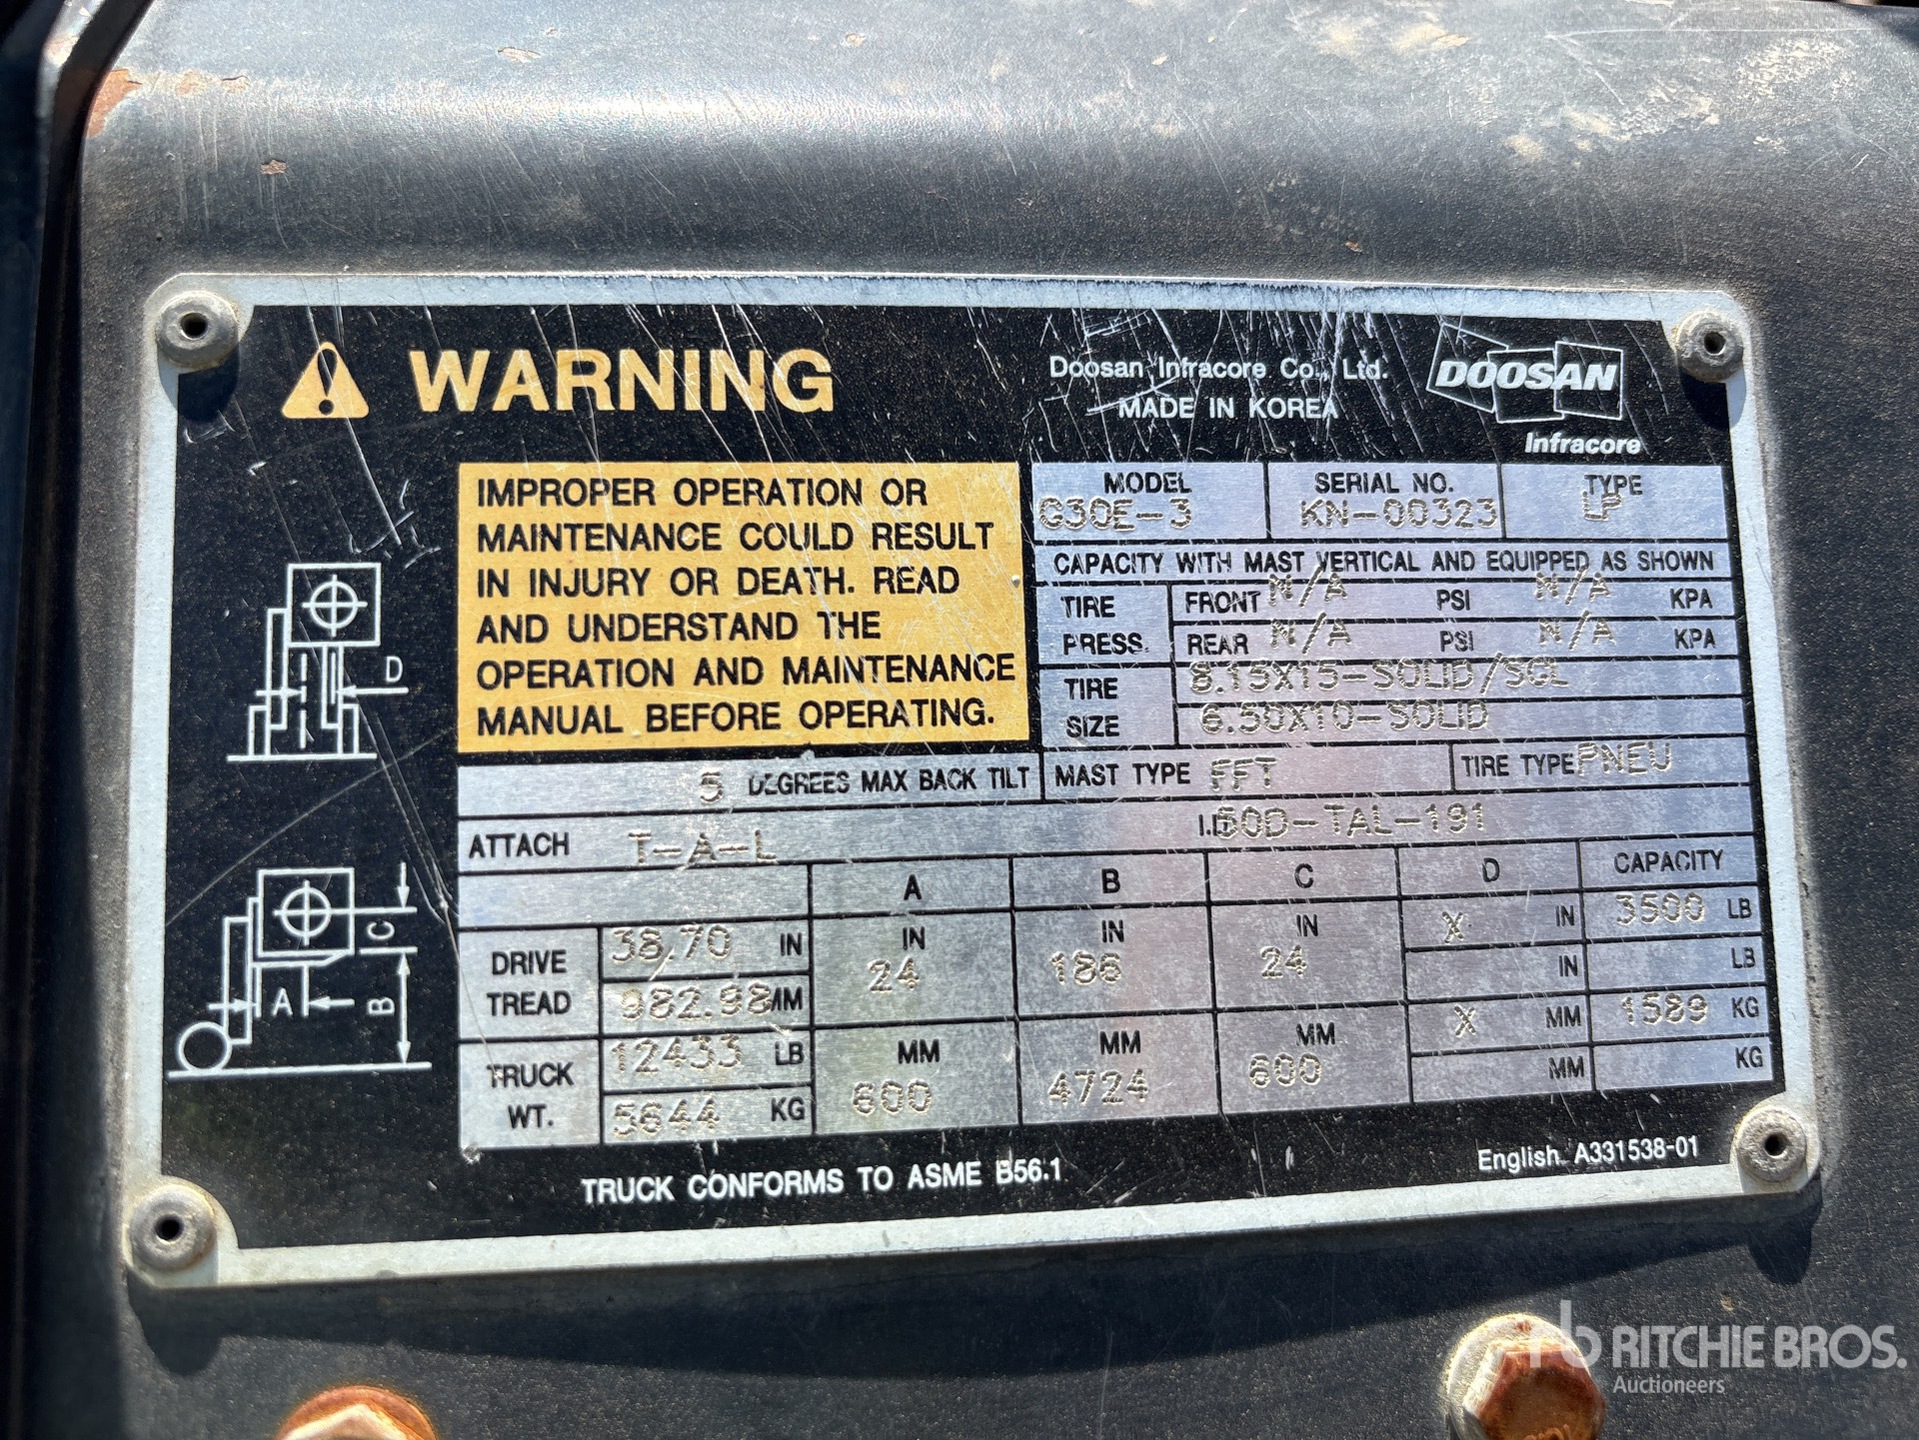 WARNING
Doosan Infracore Co., Ltd.
MADE IN KOREA
DOOSAN
Infracore
IMPROPER OPERATION OR
MAINTENANCE COULD RESULT
IN INJURY OR DEATH. READ
AND UNDERSTAND THE
OPERATION AND MAINTENANCE
MANUAL BEFORE OPERATING.
MODEL SERIAL NO. TYPE
G30E-3 KN-00323 LP
CAPACITY WITH MAST VERTICAL AND EQUIPPED AS SHOWN
TIRE PRESS. FRONT N/A PSI N/A KPA
REAR N/A PSI N/A KPA
TIRE SIZE 8.15X15-SOLID/SGL
6.50X10-SOLID
5 DEGREES MAX BACK TILT MAST TYPE FFT TIRE TYPE PNEU
ATTACH T-A-L I.D 60D-TAL-191
A B C D CAPACITY
DRIVE TREAD 38.70 IN IN 24 IN 186 IN 24 X IN 3500 LB
IN LB
982.98 MM X MM 1589 KG
TRUCK WT. 12433 LB MM 600 MM 4724 MM 600 MM KG
5644 KG
TRUCK CONFORMS TO ASME B56.1
English A331538-01
D
C
A
B
RITCHIE BROS.
Auctioneers